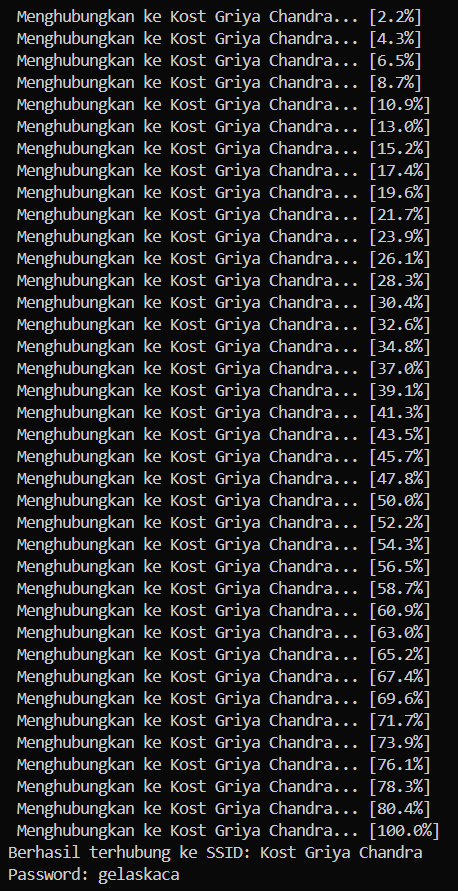 Menghubungkan ke Kost Griya Chandra... [2.2%]
Menghubungkan ke Kost Griya Chandra... [4.3%]
Menghubungkan ke Kost Griya Chandra... [6.5%]
Menghubungkan ke Kost Griya Chandra... [8.7%]
Menghubungkan ke Kost Griya Chandra... [10.9%]
Menghubungkan ke Kost Griya Chandra... [13.0%]
Menghubungkan ke Kost Griya Chandra... [15.2%]
Menghubungkan ke Kost Griya Chandra... [17.4%]
Menghubungkan ke Kost Griya Chandra... [19.6%]
Menghubungkan ke Kost Griya Chandra... [21.7%]
Menghubungkan ke Kost Griya Chandra... [23.9%]
Menghubungkan ke Kost Griya Chandra... [26.1%]
Menghubungkan ke Kost Griya Chandra... [28.3%]
Menghubungkan ke Kost Griya Chandra... [30.4%]
Menghubungkan ke Kost Griya Chandra... [32.6%]
Menghubungkan ke Kost Griya Chandra... [34.8%]
Menghubungkan ke Kost Griya Chandra... [37.0%]
Menghubungkan ke Kost Griya Chandra... [39.1%]
Menghubungkan ke Kost Griya Chandra... [41.3%]
Menghubungkan ke Kost Griya Chandra... [43.5%]
Menghubungkan ke Kost Griya Chandra... [45.7%]
Menghubungkan ke Kost Griya Chandra... [47.8%]
Menghubungkan ke Kost Griya Chandra... [50.0%]
Menghubungkan ke Kost Griya Chandra... [52.2%]
Menghubungkan ke Kost Griya Chandra... [54.3%]
Menghubungkan ke Kost Griya Chandra... [56.5%]
Menghubungkan ke Kost Griya Chandra... [58.7%]
Menghubungkan ke Kost Griya Chandra... [60.9%]
Menghubungkan ke Kost Griya Chandra... [63.0%]
Menghubungkan ke Kost Griya Chandra... [65.2%]
Menghubungkan ke Kost Griya Chandra... [67.4%]
Menghubungkan ke Kost Griya Chandra... [69.6%]
Menghubungkan ke Kost Griya Chandra... [71.7%]
Menghubungkan ke Kost Griya Chandra... [73.9%]
Menghubungkan ke Kost Griya Chandra... [76.1%]
Menghubungkan ke Kost Griya Chandra... [78.3%]
Menghubungkan ke Kost Griya Chandra... [80.4%]
Menghubungkan ke Kost Griya Chandra... [100.0%]
Berhasil terhubung ke SSID: Kost Griya Chandra
Password: gelaskaca